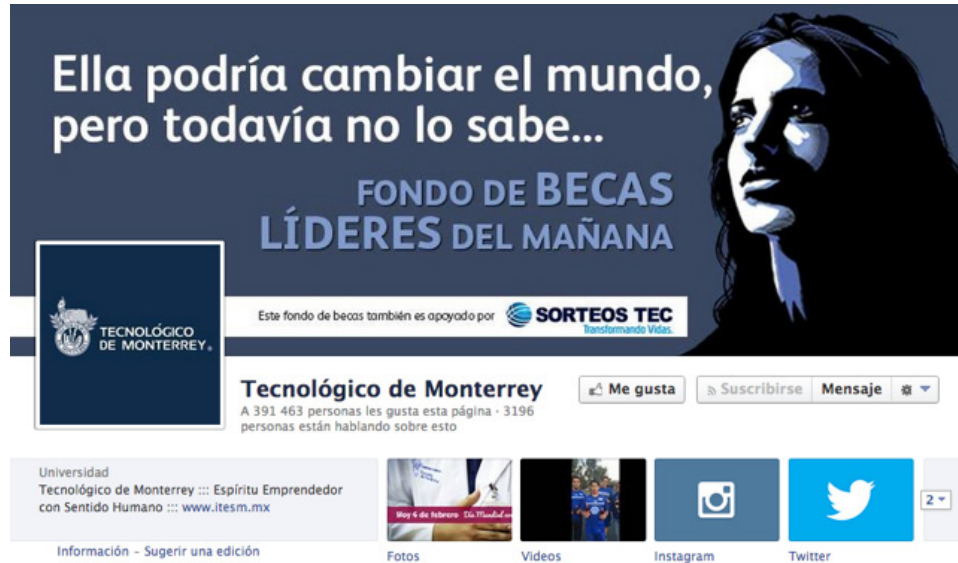 Ella podría cambiar el mundo,
pero todavía no lo sabe...
FONDO DE BECAS
LÍDERES DEL MAÑANA
Este fondo de becas también es apoyado por
SORTEOS TEC
Transformando Vidas.
TECNOLÓGICO
DE MONTERREY®
Tecnológico de Monterrey
A 391 463 personas les gusta esta página · 3196
personas están hablando sobre esto
Me gusta
Suscribirse
Mensaje
Universidad
Tecnológico de Monterrey ::: Espíritu Emprendedor
con Sentido Humano ::: www.itesm.mx
Información – Sugerir una edición
Hoy 4 de febrero Día Mundial
Fotos
Videos
Instagram
Twitter
2